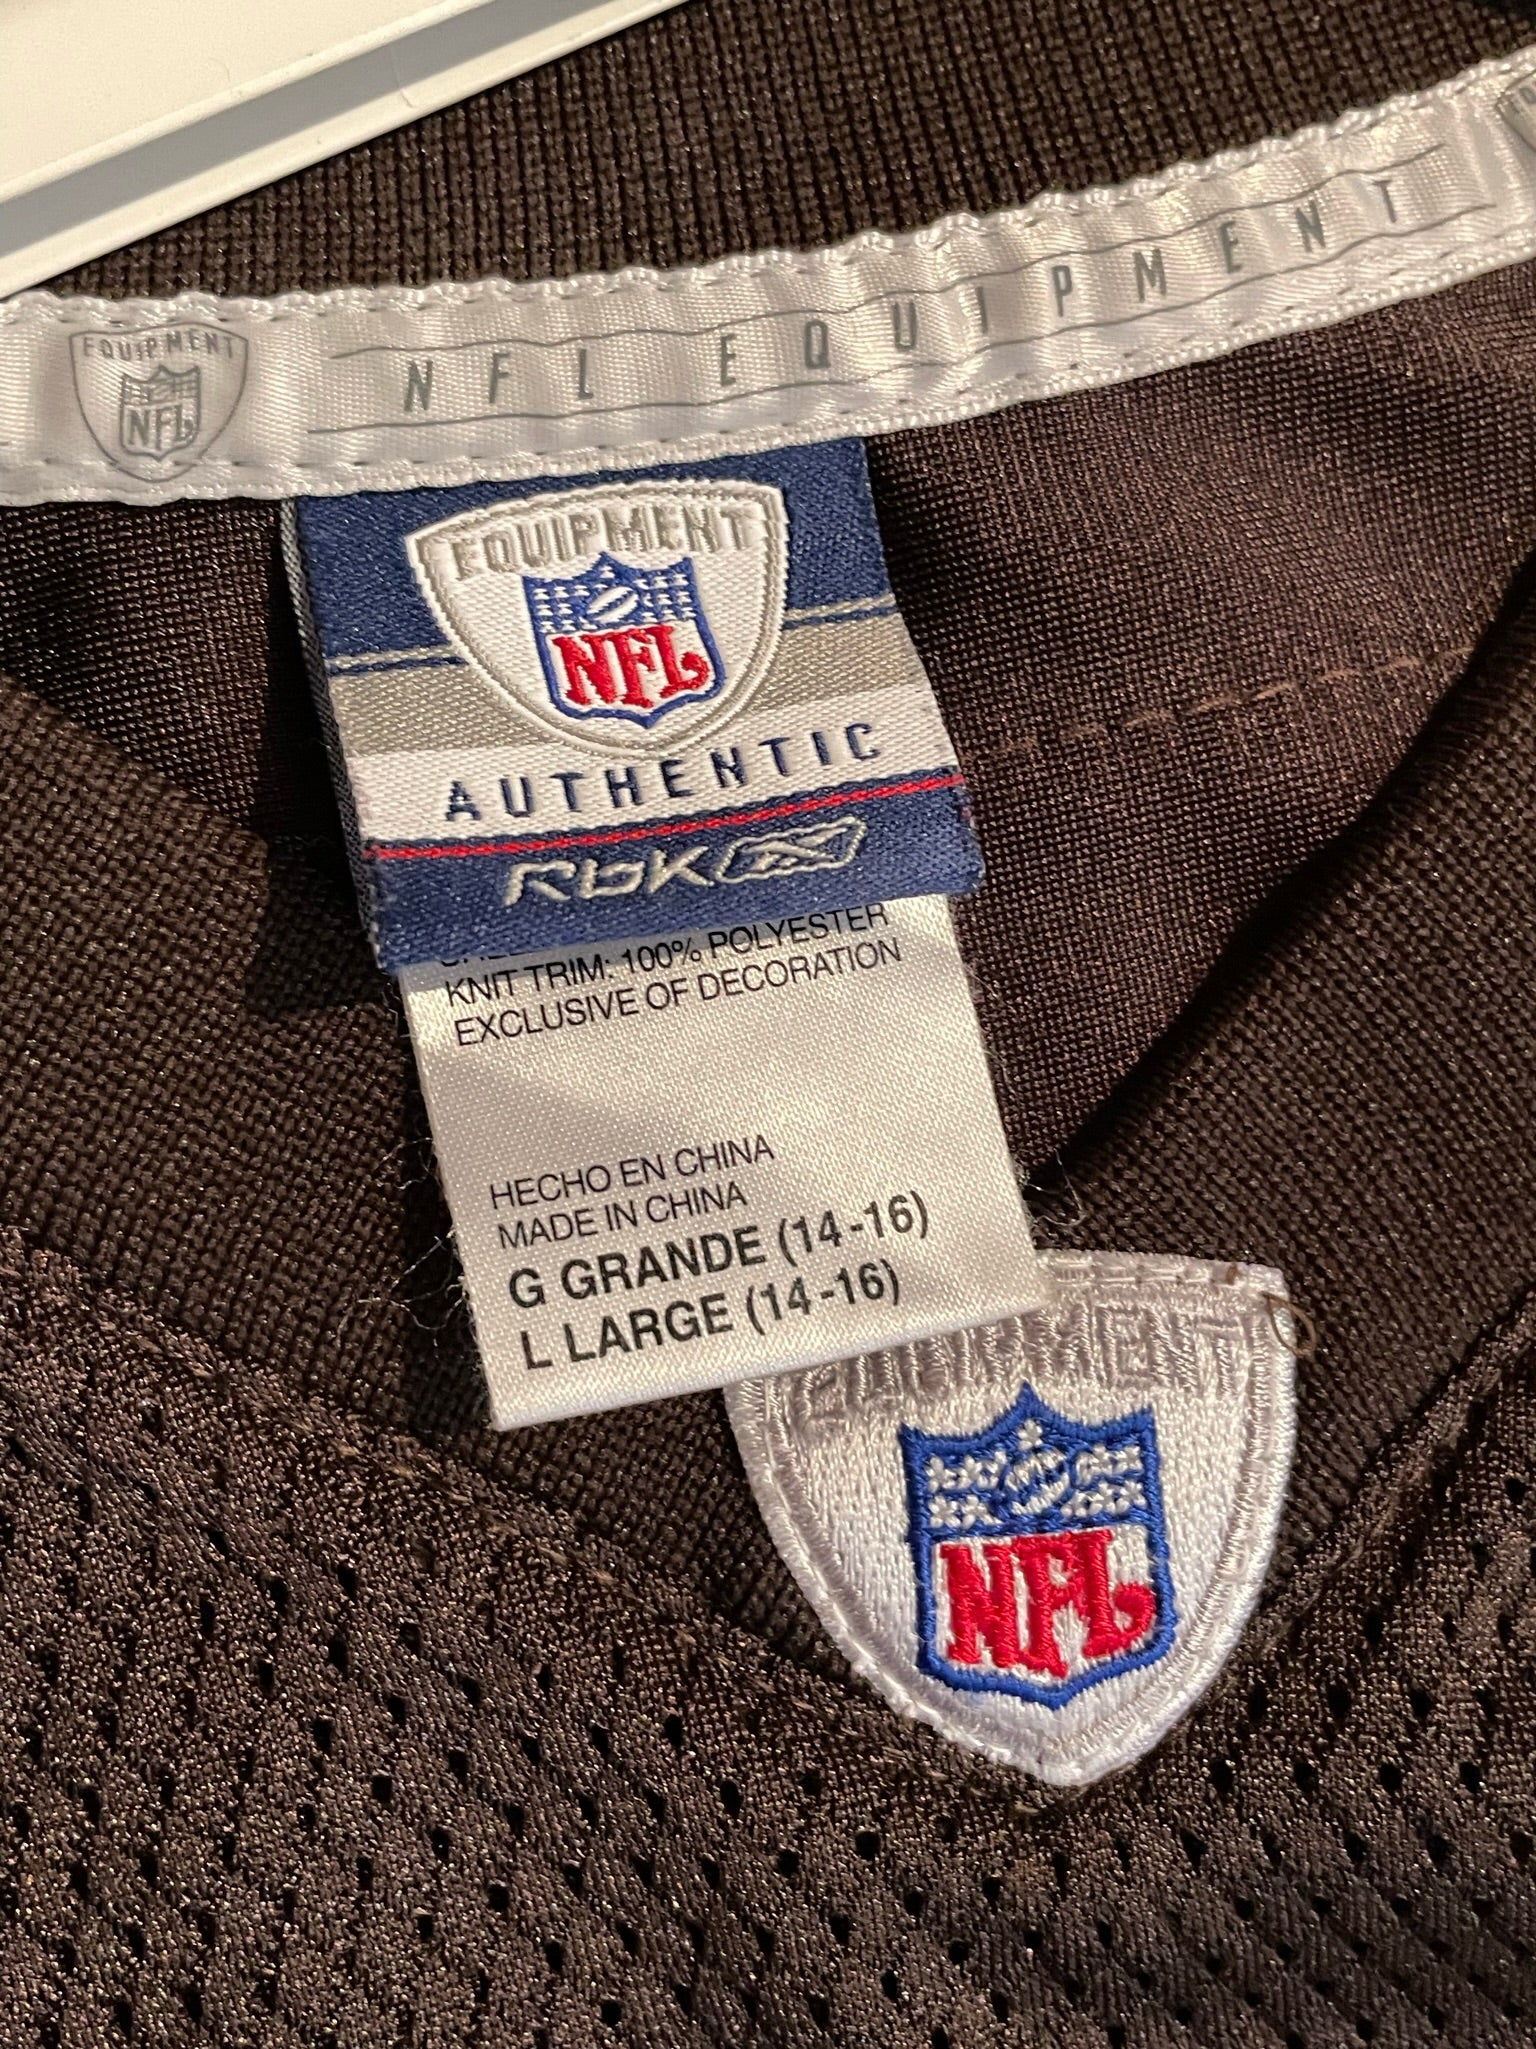 EQUIPMENT
NFL
NFL EQUIPMENT
EQUIPMENT
NFL
AUTHENTIC
RbK
KNIT TRIM: 100% POLYESTER
EXCLUSIVE OF DECORATION
HECHO EN CHINA
MADE IN CHINA
G GRANDE (14-16)
L LARGE (14-16)
EQUIPMENT
NFL